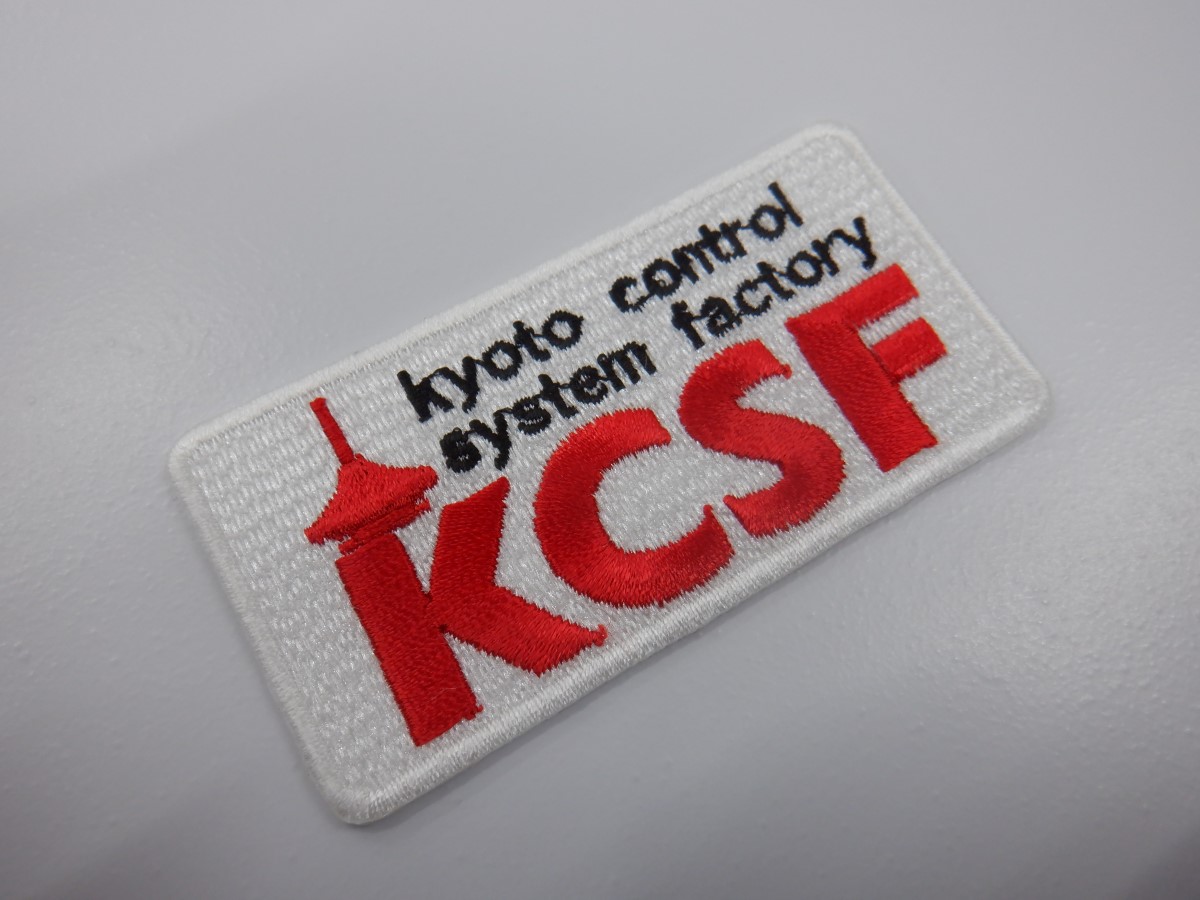 kyoto control
system factory
KCSF